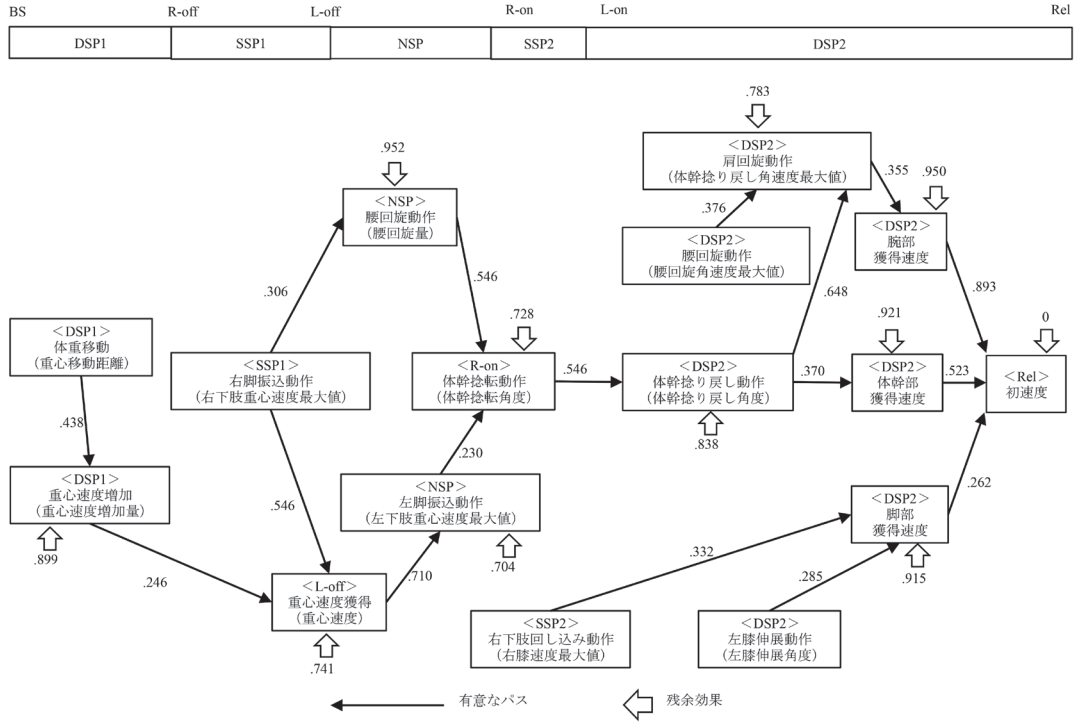 BS
R-off
L-off
R-on
L-on
Rel
DSP1
SSP1
NSP
SSP2
DSP2
.783
<DSP2>
肩回旋動作
(体幹捻り戻し角速度最大値)
.952
.355
.950
<NSP>
腰回旋動作
(腰回旋量)
.376
<DSP2>
腰回旋動作
(腰回旋角速度最大値)
<DSP2>
腕部
獲得速度
.306
.546
.648
.893
.728
.921
0
<DSP1>
体重移動
(重心移動距離)
<SSP1>
右脚振込動作
(右下肢重心速度最大値)
<R-on>
体幹捻転動作
(体幹捻転角度)
.546
<DSP2>
体幹捻り戻し動作
(体幹捻り戻し角度)
.370
<DSP2>
体幹部
獲得速度
.523
<Rel>
初速度
.438
.838
.230
<DSP1>
重心速度増加
(重心速度増加量)
.546
<NSP>
左脚振込動作
(左下肢重心速度最大値)
.262
<DSP2>
脚部
獲得速度
.899
.704
.332
.246
.710
.285
.915
<L-off>
重心速度獲得
(重心速度)
<SSP2>
右下肢回し込み動作
(右膝速度最大値)
<DSP2>
左膝伸展動作
(左膝伸展角度)
.741
有意なパス
残余効果